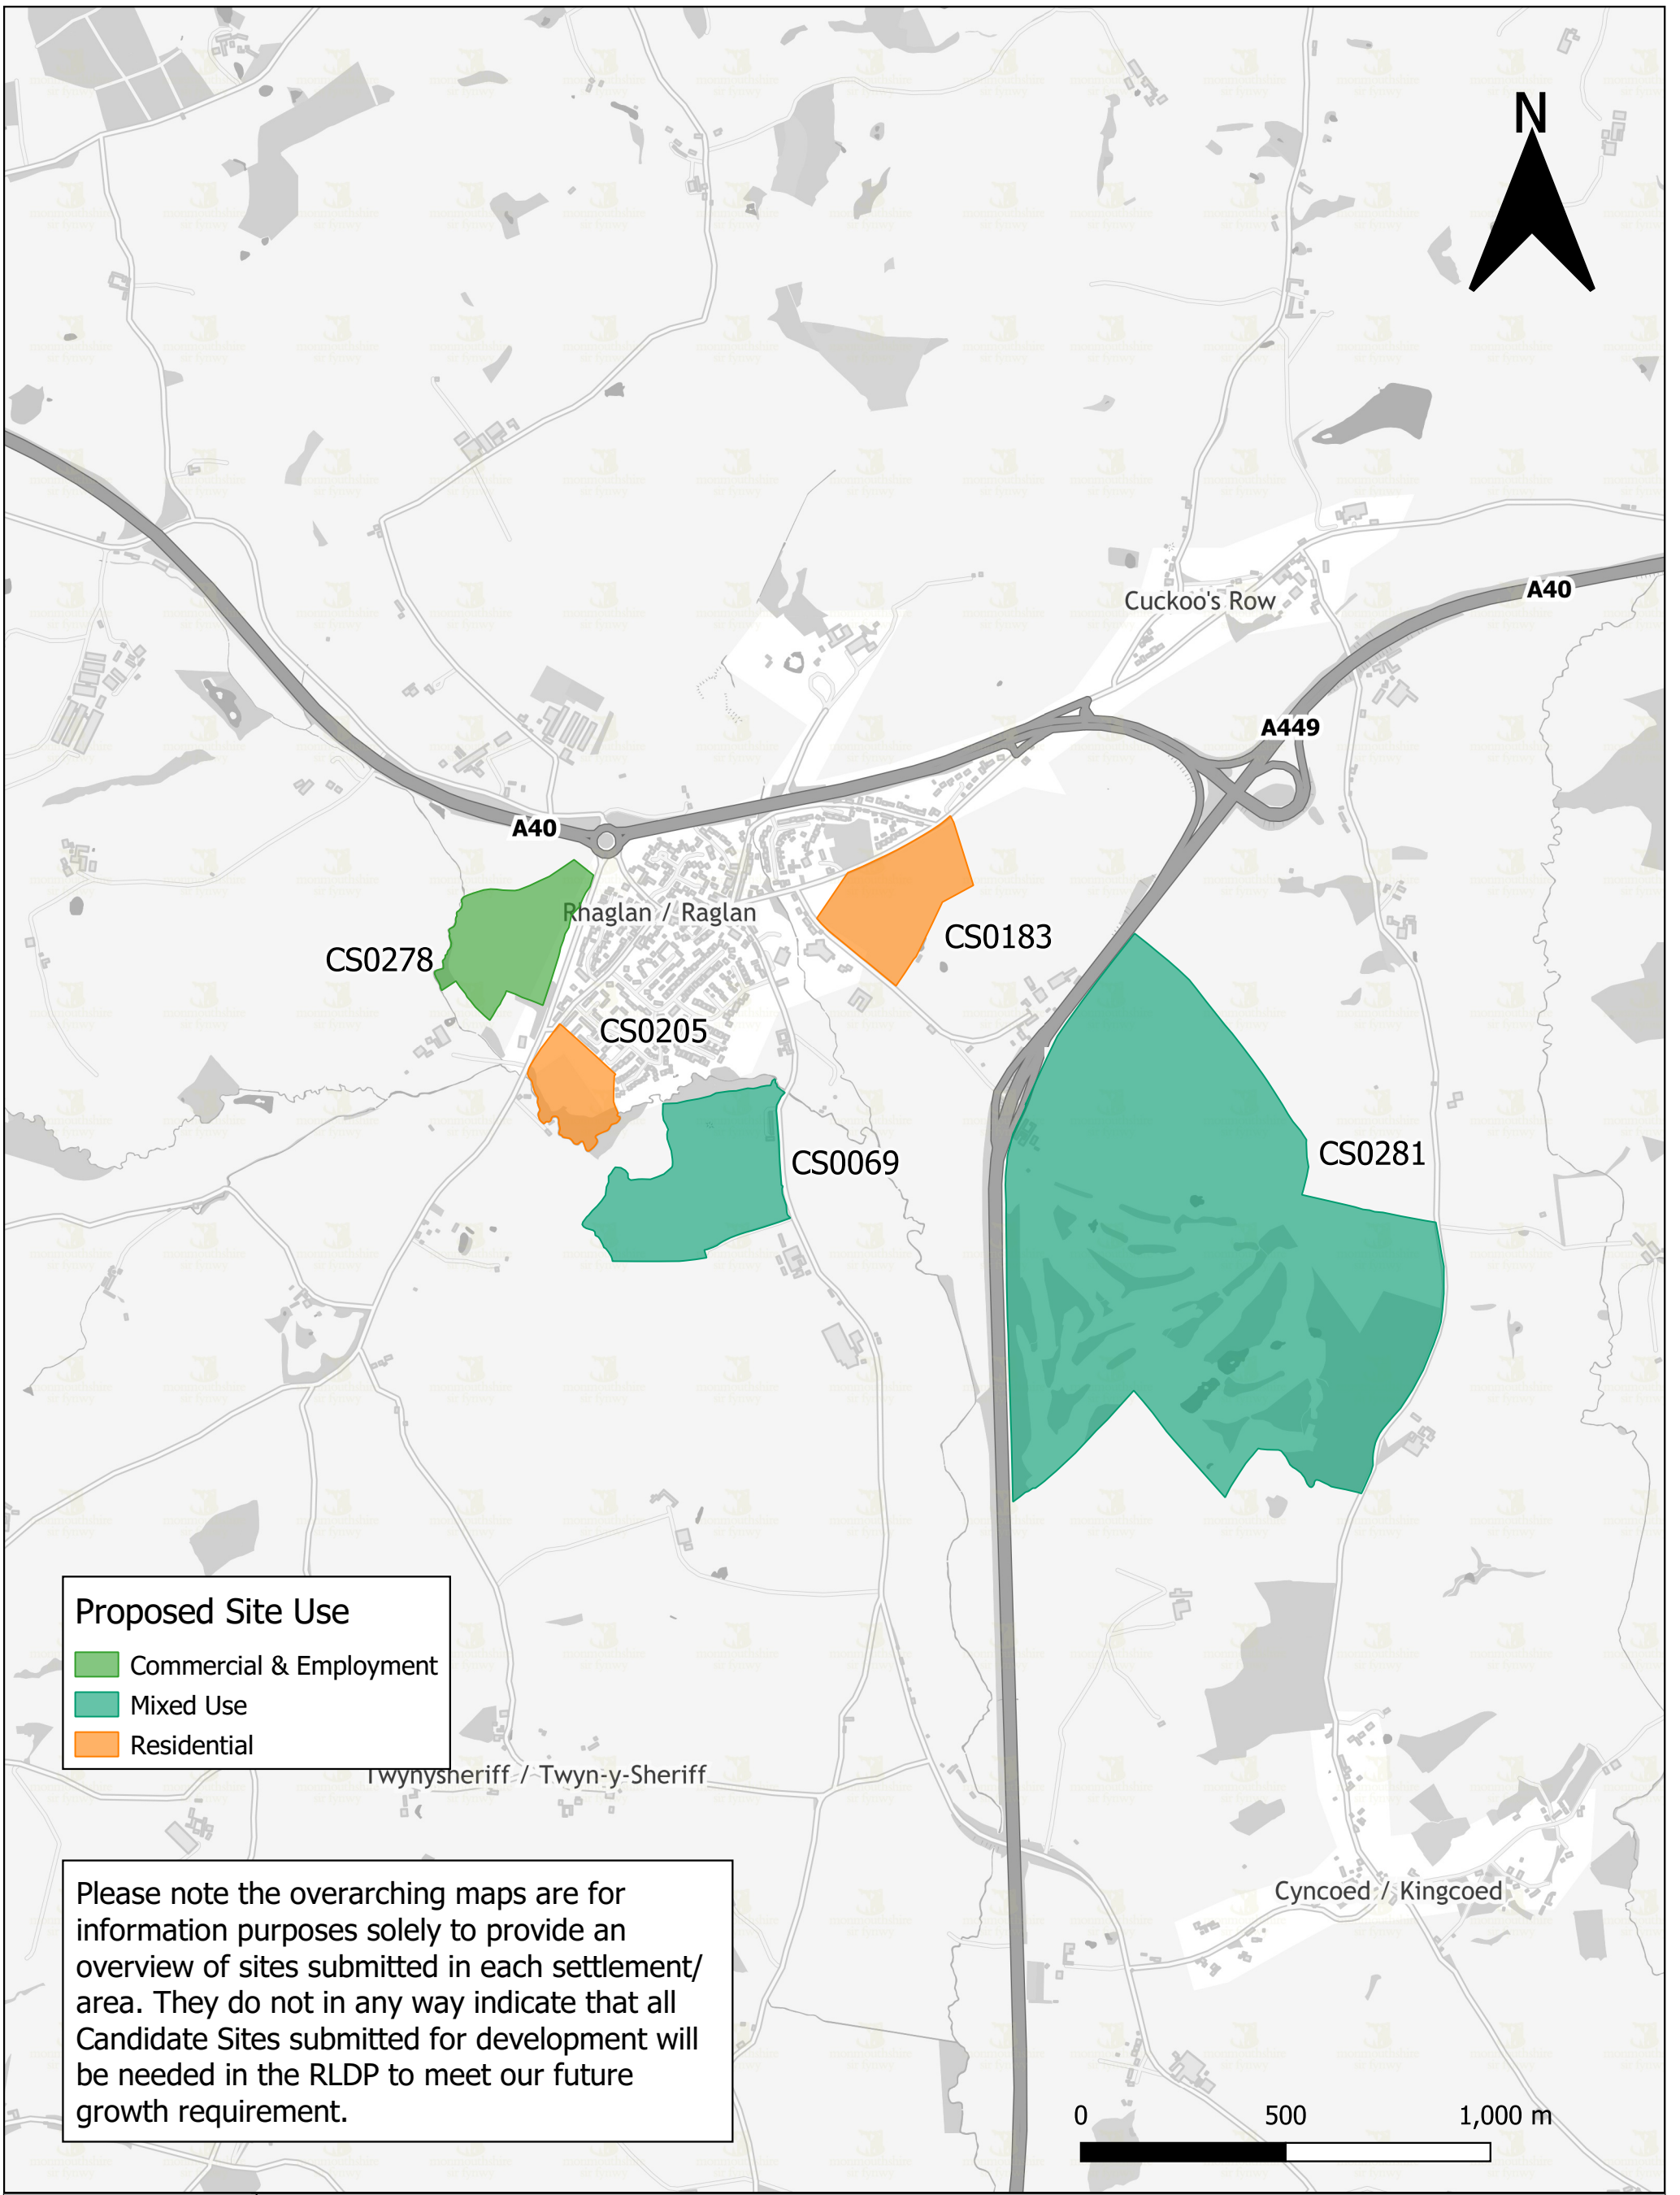 N
Cuckoo's Row
A40
A449
A40
Rhaglan / Raglan
CS0183
CS0278
CS0205
CS0281
CS0069
Proposed Site Use
Commercial & Employment
Mixed Use
Residential
Twynysheriff / Twyn-y-Sheriff
Cyncoed / Kingcoed
Please note the overarching maps are for
information purposes solely to provide an
overview of sites submitted in each settlement/
area. They do not in any way indicate that all
Candidate Sites submitted for development will
be needed in the RLDP to meet our future
growth requirement.
0 500 1,000 m
monmouthshire
sir fynwy